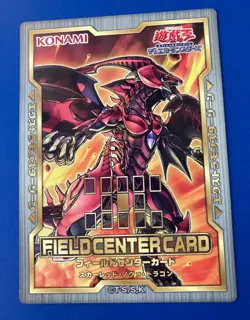 KONAMI
遊☆戯☆王
デュエルモンスターズ
FIELD CENTER CARD
フィールドセンターカード
スカーレッド・ノヴァ・ドラゴン
©TS/S.K